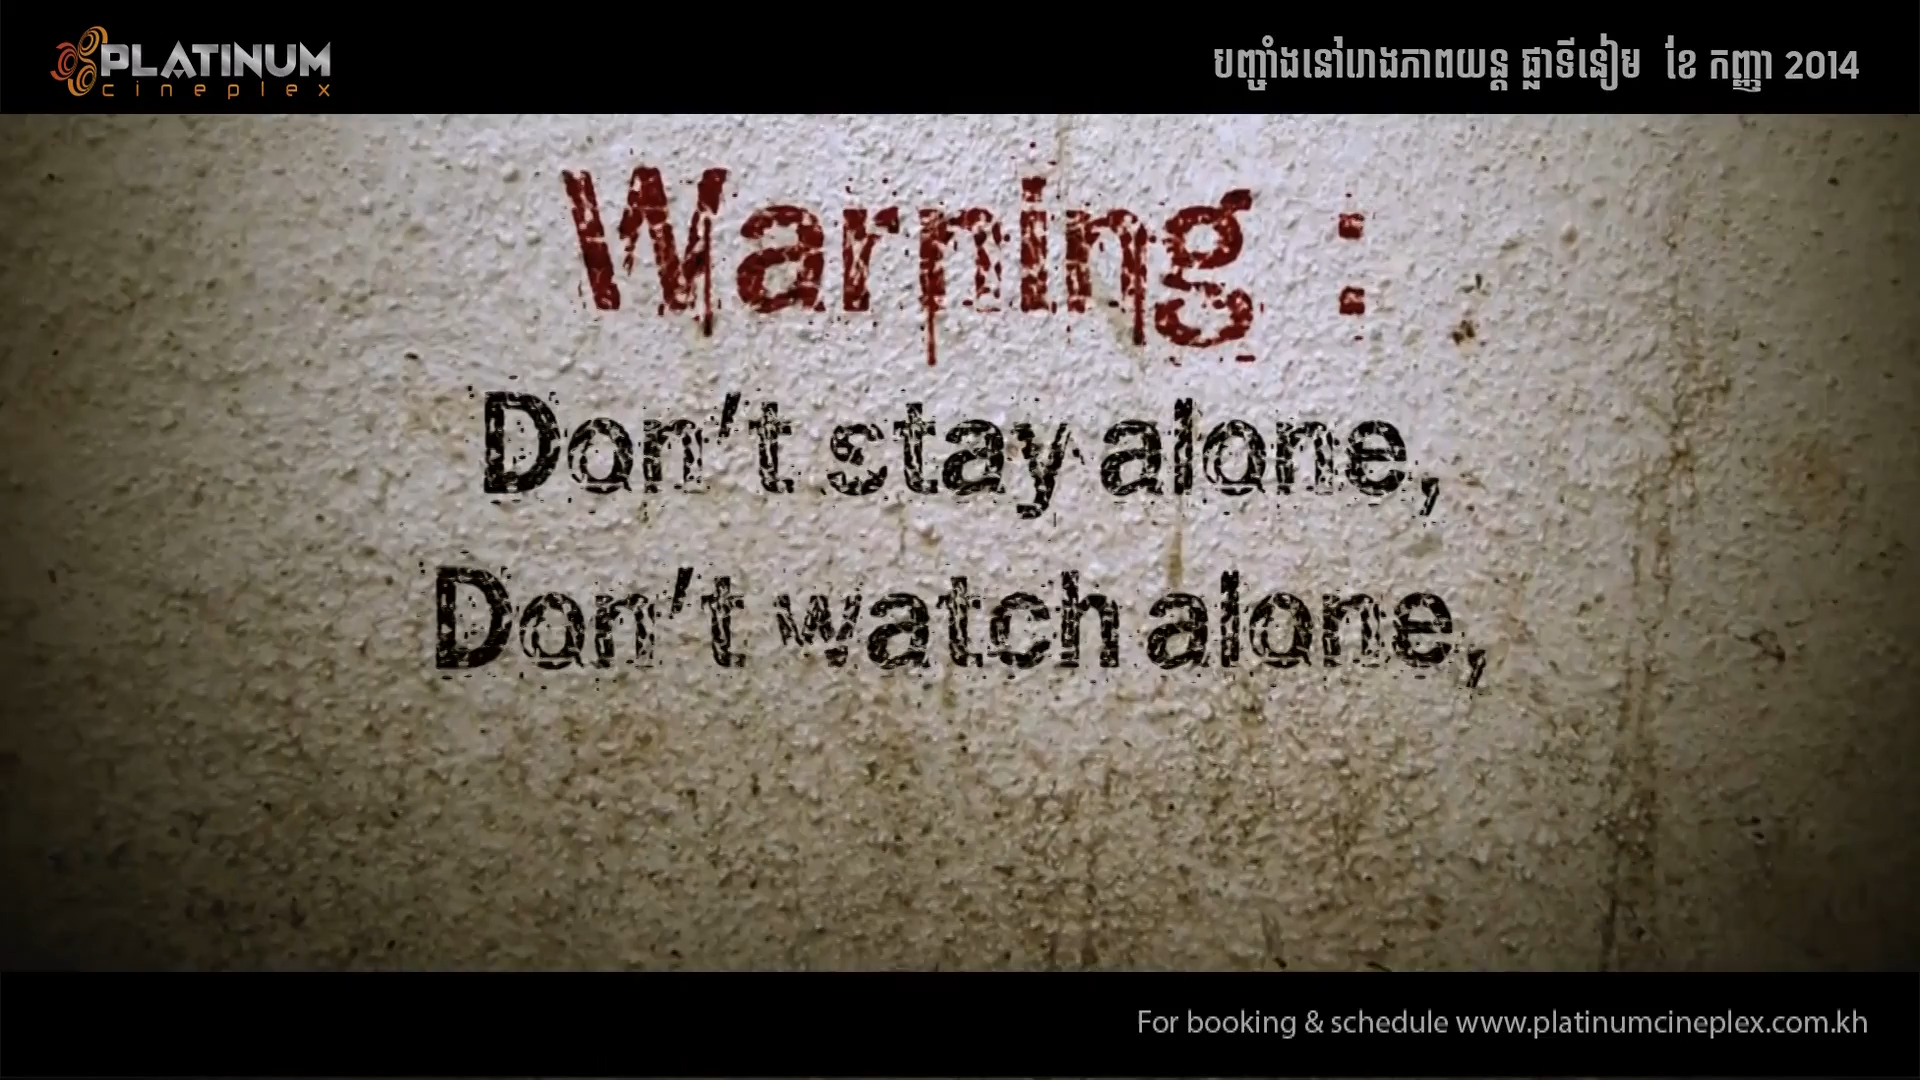 PLATINUM
cineplex
បញ្ចាំងនៅរោងភាពយន្ត ផ្លាទីនៀម ខែ កញ្ញា 2014
Warning :
Don't stay alone,
Don't watch alone,
For booking & schedule www.platinumcineplex.com.kh